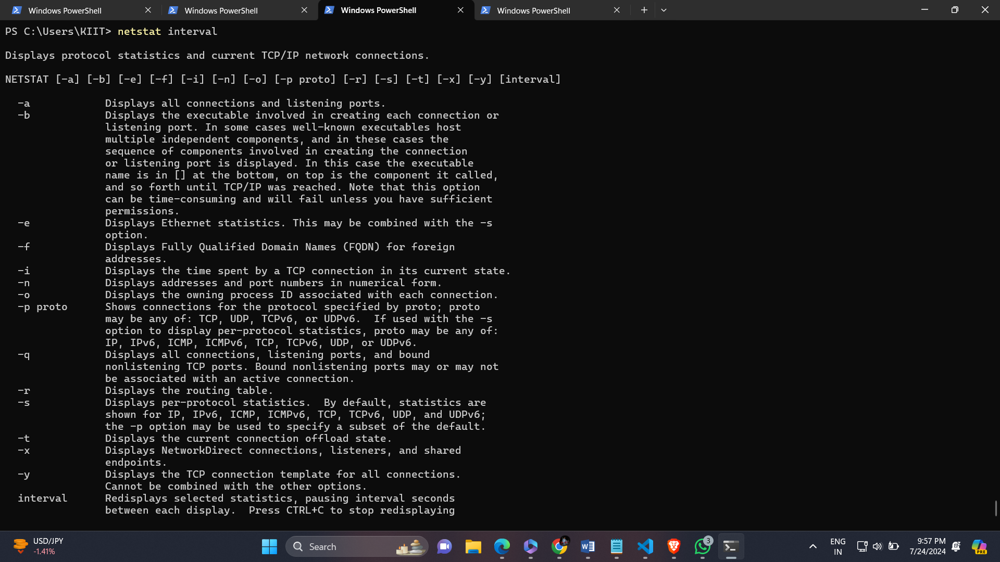 Windows PowerShell
Windows PowerShell
Windows PowerShell
Windows PowerShell
PS C:\Users\KIIT> netstat interval
Displays protocol statistics and current TCP/IP network connections.
NETSTAT [-a] [-b] [-e] [-f] [-i] [-n] [-o] [-p proto] [-r] [-s] [-t] [-x] [-y] [interval]
-a Displays all connections and listening ports.
-b Displays the executable involved in creating each connection or
listening port. In some cases well-known executables host
multiple independent components, and in these cases the
sequence of components involved in creating the connection
or listening port is displayed. In this case the executable
name is in [] at the bottom, on top is the component it called,
and so forth until TCP/IP was reached. Note that this option
can be time-consuming and will fail unless you have sufficient
permissions.
-e Displays Ethernet statistics. This may be combined with the -s
option.
-f Displays Fully Qualified Domain Names (FQDN) for foreign
addresses.
-i Displays the time spent by a TCP connection in its current state.
-n Displays addresses and port numbers in numerical form.
-o Displays the owning process ID associated with each connection.
-p proto Shows connections for the protocol specified by proto; proto
may be any of: TCP, UDP, TCPv6, or UDPv6.  If used with the -s
option to display per-protocol statistics, proto may be any of:
IP, IPv6, ICMP, ICMPv6, TCP, TCPv6, UDP, or UDPv6.
-q Displays all connections, listening ports, and bound
nonlistening TCP ports. Bound nonlistening ports may or may not
be associated with an active connection.
-r Displays the routing table.
-s Displays per-protocol statistics.  By default, statistics are
shown for IP, IPv6, ICMP, ICMPv6, TCP, TCPv6, UDP, and UDPv6;
the -p option may be used to specify a subset of the default.
-t Displays the current connection offload state.
-x Displays NetworkDirect connections, listeners, and shared
endpoints.
-y Displays the TCP connection template for all connections.
Cannot be combined with the other options.
interval Redisplays selected statistics, pausing interval seconds
between each display.  Press CTRL+C to stop redisplaying
USD/JPY
-1.41%
Search
W
3
ENG
IN
9:57 PM
7/24/2024
PRE